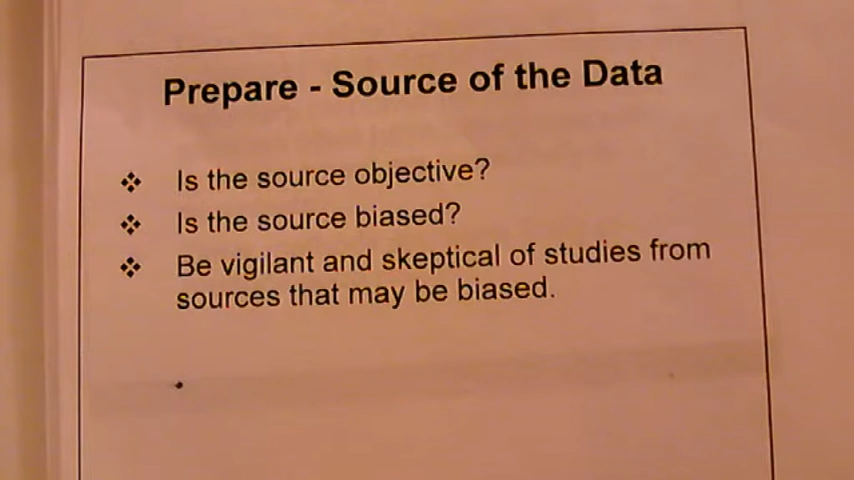 Prepare - Source of the Data
❖ Is the source objective?
❖ Is the source biased?
❖ Be vigilant and skeptical of studies from
sources that may be biased.